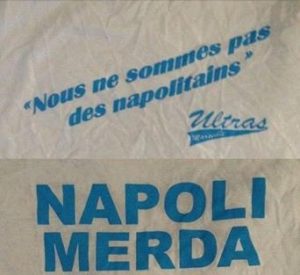 "Nous ne sommes pas
des napolitains"
Ultras
NAPOLI
MERDA